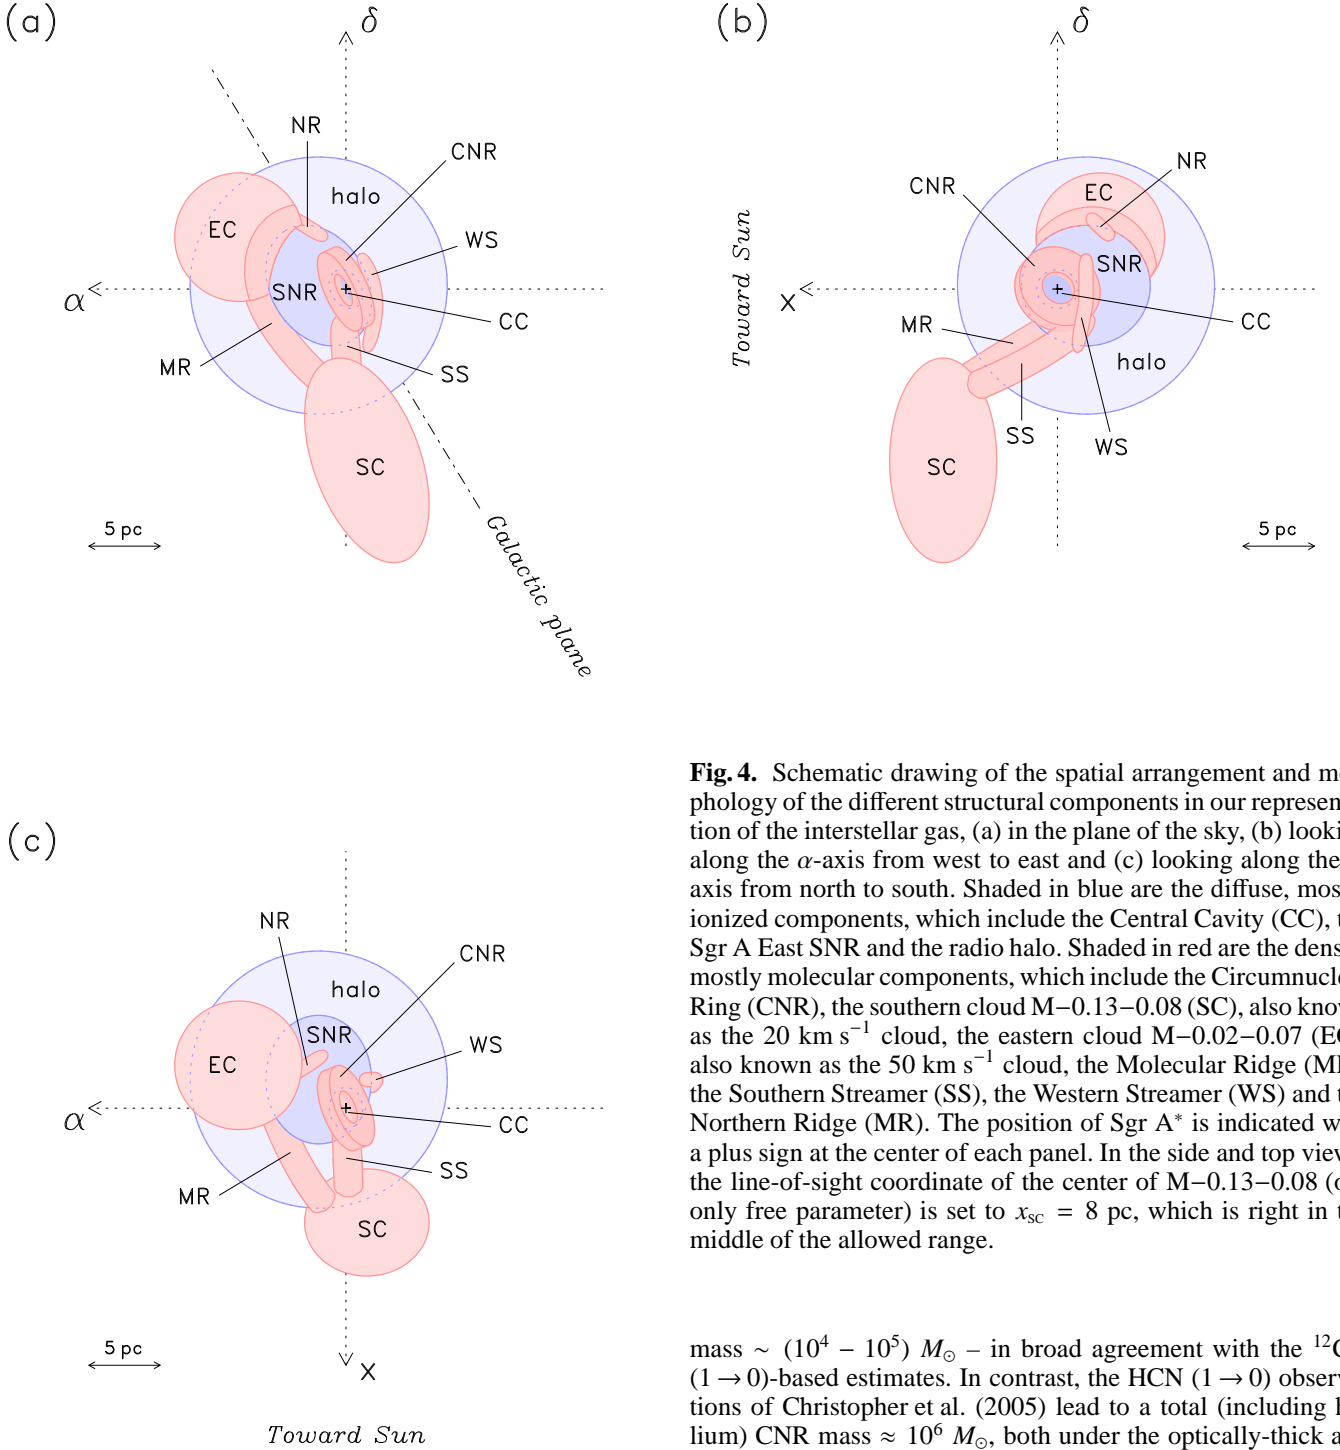 (a)
δ
NR
CNR
halo
EC
WS
α
SNR
CC
MR
SS
SC
5 pc
Galactic plane
(b)
δ
NR
EC
CNR
Toward Sun
SNR
X
MR
CC
halo
SS
WS
SC
5 pc
(c)
NR
CNR
halo
SNR
WS
EC
α
CC
SS
MR
SC
5 pc
X
Toward Sun
Fig. 4. Schematic drawing of the spatial arrangement and mo
phology of the different structural components in our represen
tion of the interstellar gas, (a) in the plane of the sky, (b) looki
along the α-axis from west to east and (c) looking along the
axis from north to south. Shaded in blue are the diffuse, mos
ionized components, which include the Central Cavity (CC), t
Sgr A East SNR and the radio halo. Shaded in red are the dens
mostly molecular components, which include the Circumnucle
Ring (CNR), the southern cloud M−0.13−0.08 (SC), also know
as the 20 km s⁻¹ cloud, the eastern cloud M−0.02−0.07 (EC
also known as the 50 km s⁻¹ cloud, the Molecular Ridge (MR
the Southern Streamer (SS), the Western Streamer (WS) and t
Northern Ridge (MR). The position of Sgr A* is indicated w
a plus sign at the center of each panel. In the side and top view
the line-of-sight coordinate of the center of M−0.13−0.08 (o
only free parameter) is set to x_SC = 8 pc, which is right in t
middle of the allowed range.
mass ∼ (10⁴ − 10⁵) M⊙ – in broad agreement with the ¹²C
(1 → 0)-based estimates. In contrast, the HCN (1 → 0) observ
tions of Christopher et al. (2005) lead to a total (including h
lium) CNR mass ≈ 10⁶ M⊙, both under the optically-thick a